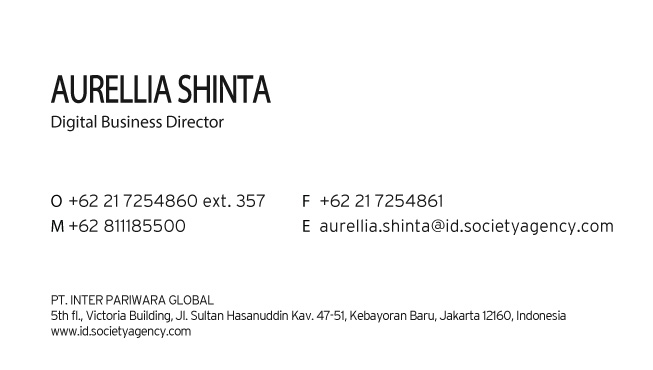 AURELLIA SHINTA
Digital Business Director
O +62 21 7254860 ext. 357 F +62 21 7254861
M +62 811185500 E aurellia.shinta@id.societyagency.com
PT. INTER PARIWARA GLOBAL
5th fl., Victoria Building, Jl. Sultan Hasanuddin Kav. 47-51, Kebayoran Baru, Jakarta 12160, Indonesia
www.id.societyagency.com